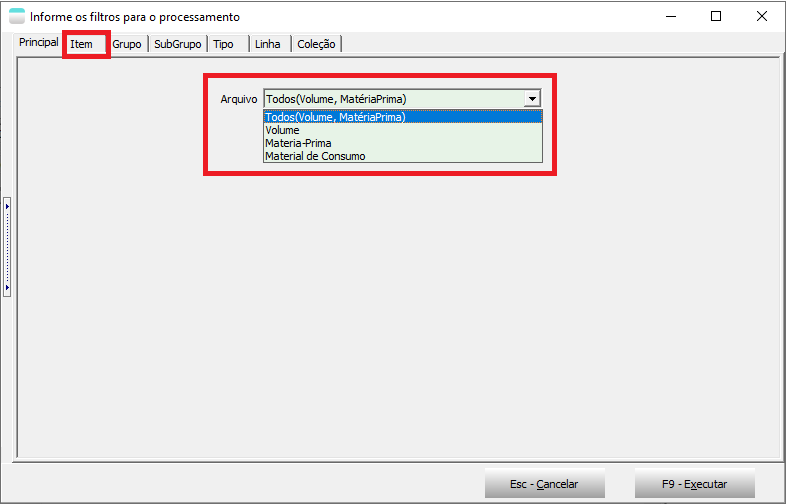 Informe os filtros para o processamento
Principal Item Grupo SubGrupo Tipo Linha Coleção
Arquivo Todos(Volume, MatériaPrima)
Todos(Volume, MatériaPrima)
Volume
Materia-Prima
Material de Consumo
Esc - Cancelar F9 - Executar